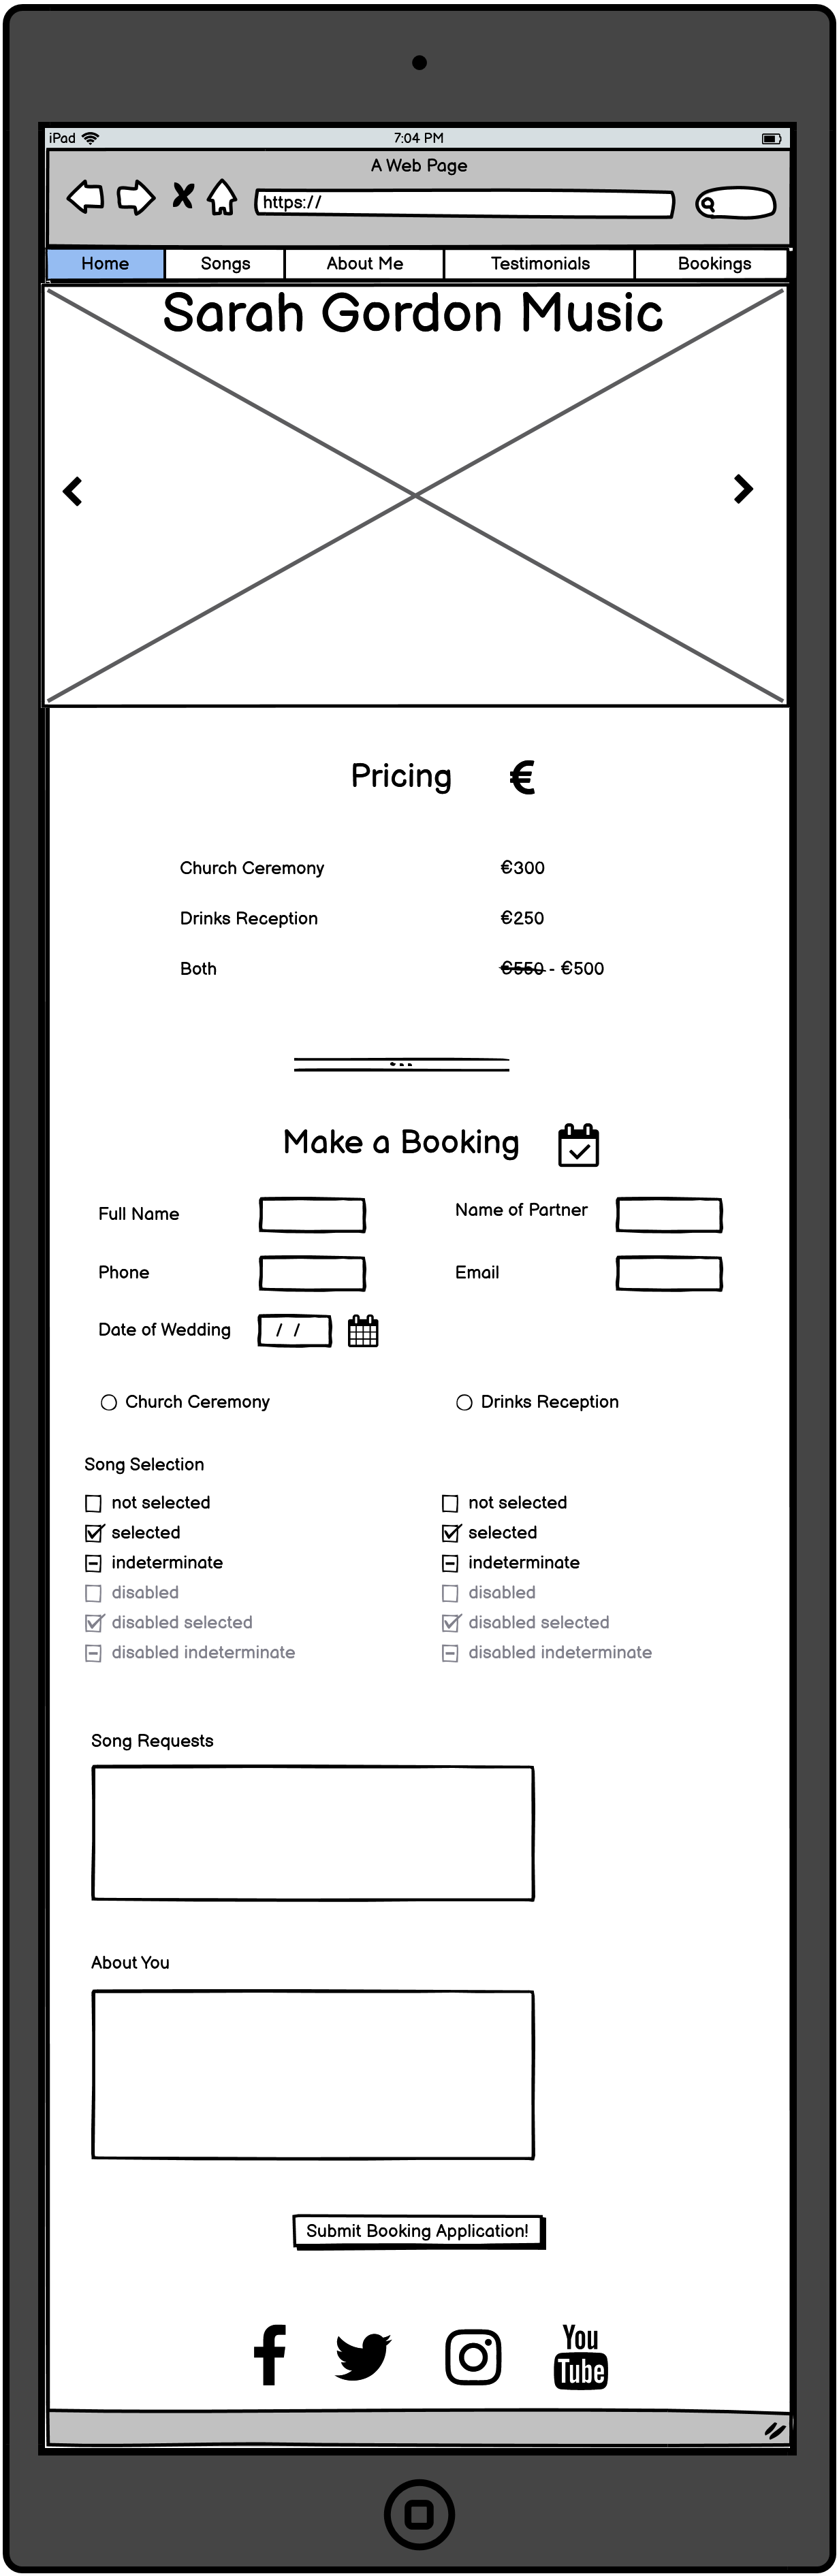 iPad 7:04 PM
A Web Page
https://
Home Songs About Me Testimonials Bookings
Sarah Gordon Music
Pricing €
Church Ceremony €300
Drinks Reception €250
Both €550 - €500
Make a Booking
Full Name Name of Partner
Phone Email
Date of Wedding / /
Church Ceremony Drinks Reception
Song Selection
not selected not selected
selected selected
indeterminate indeterminate
disabled disabled
disabled selected disabled selected
disabled indeterminate disabled indeterminate
Song Requests
About You
Submit Booking Application!
You
Tube